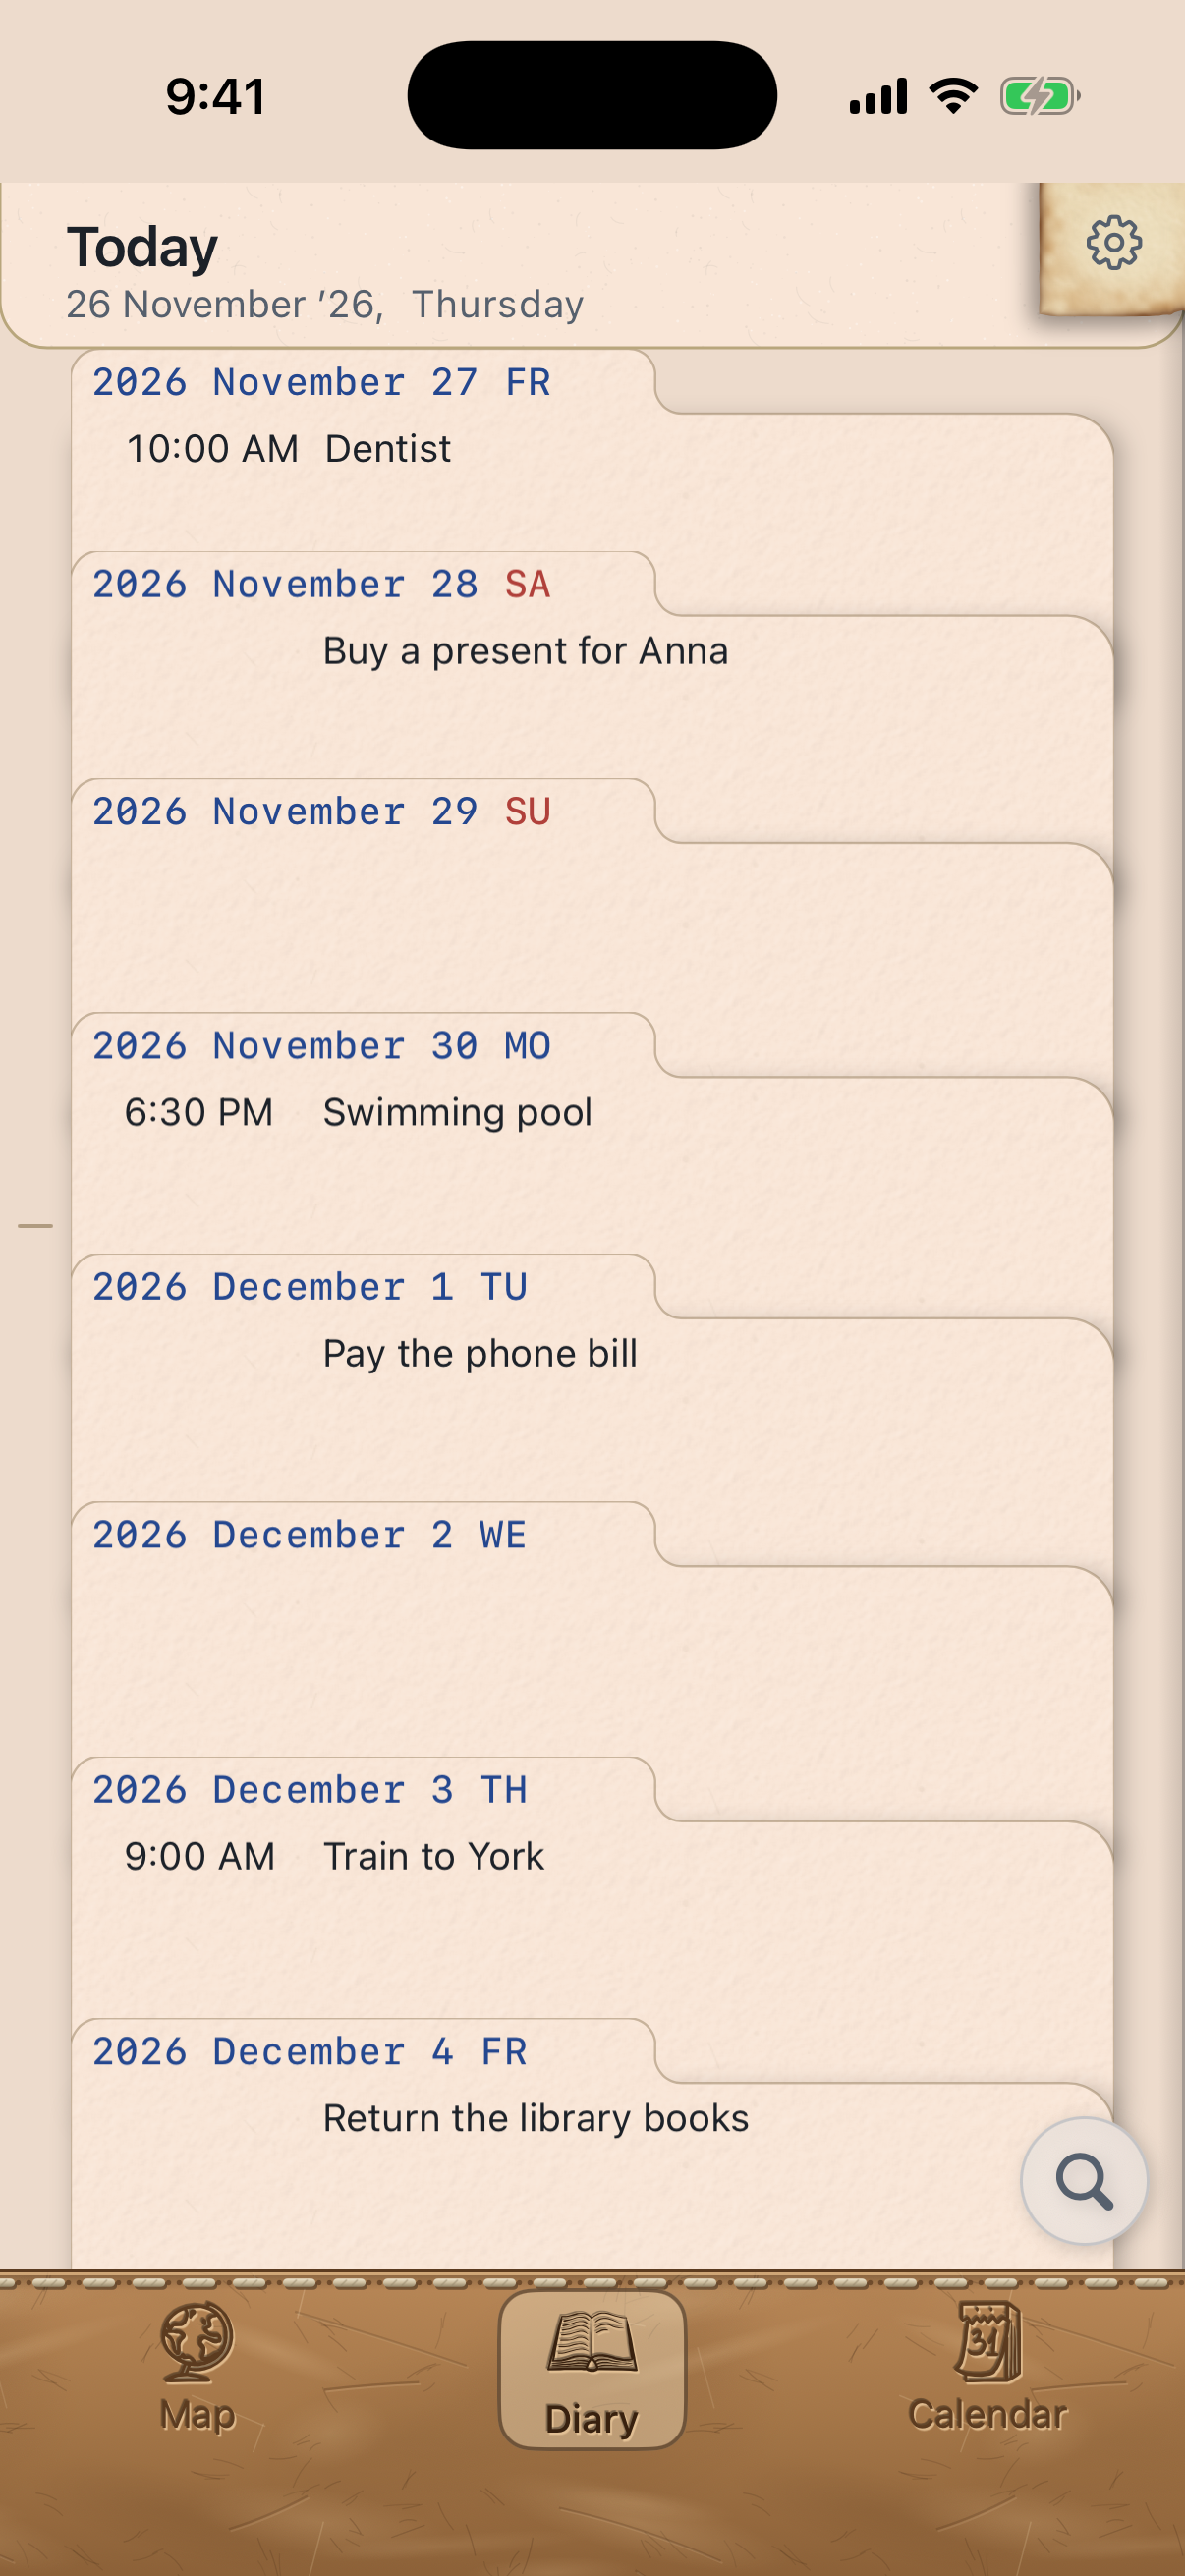 9:41
Today
26 November ’26, Thursday
2026 November 27 FR
10:00 AM Dentist
2026 November 28 SA
Buy a present for Anna
2026 November 29 SU
2026 November 30 MO
6:30 PM Swimming pool
2026 December 1 TU
Pay the phone bill
2026 December 2 WE
2026 December 3 TH
9:00 AM Train to York
2026 December 4 FR
Return the library books
31
Map Diary Calendar